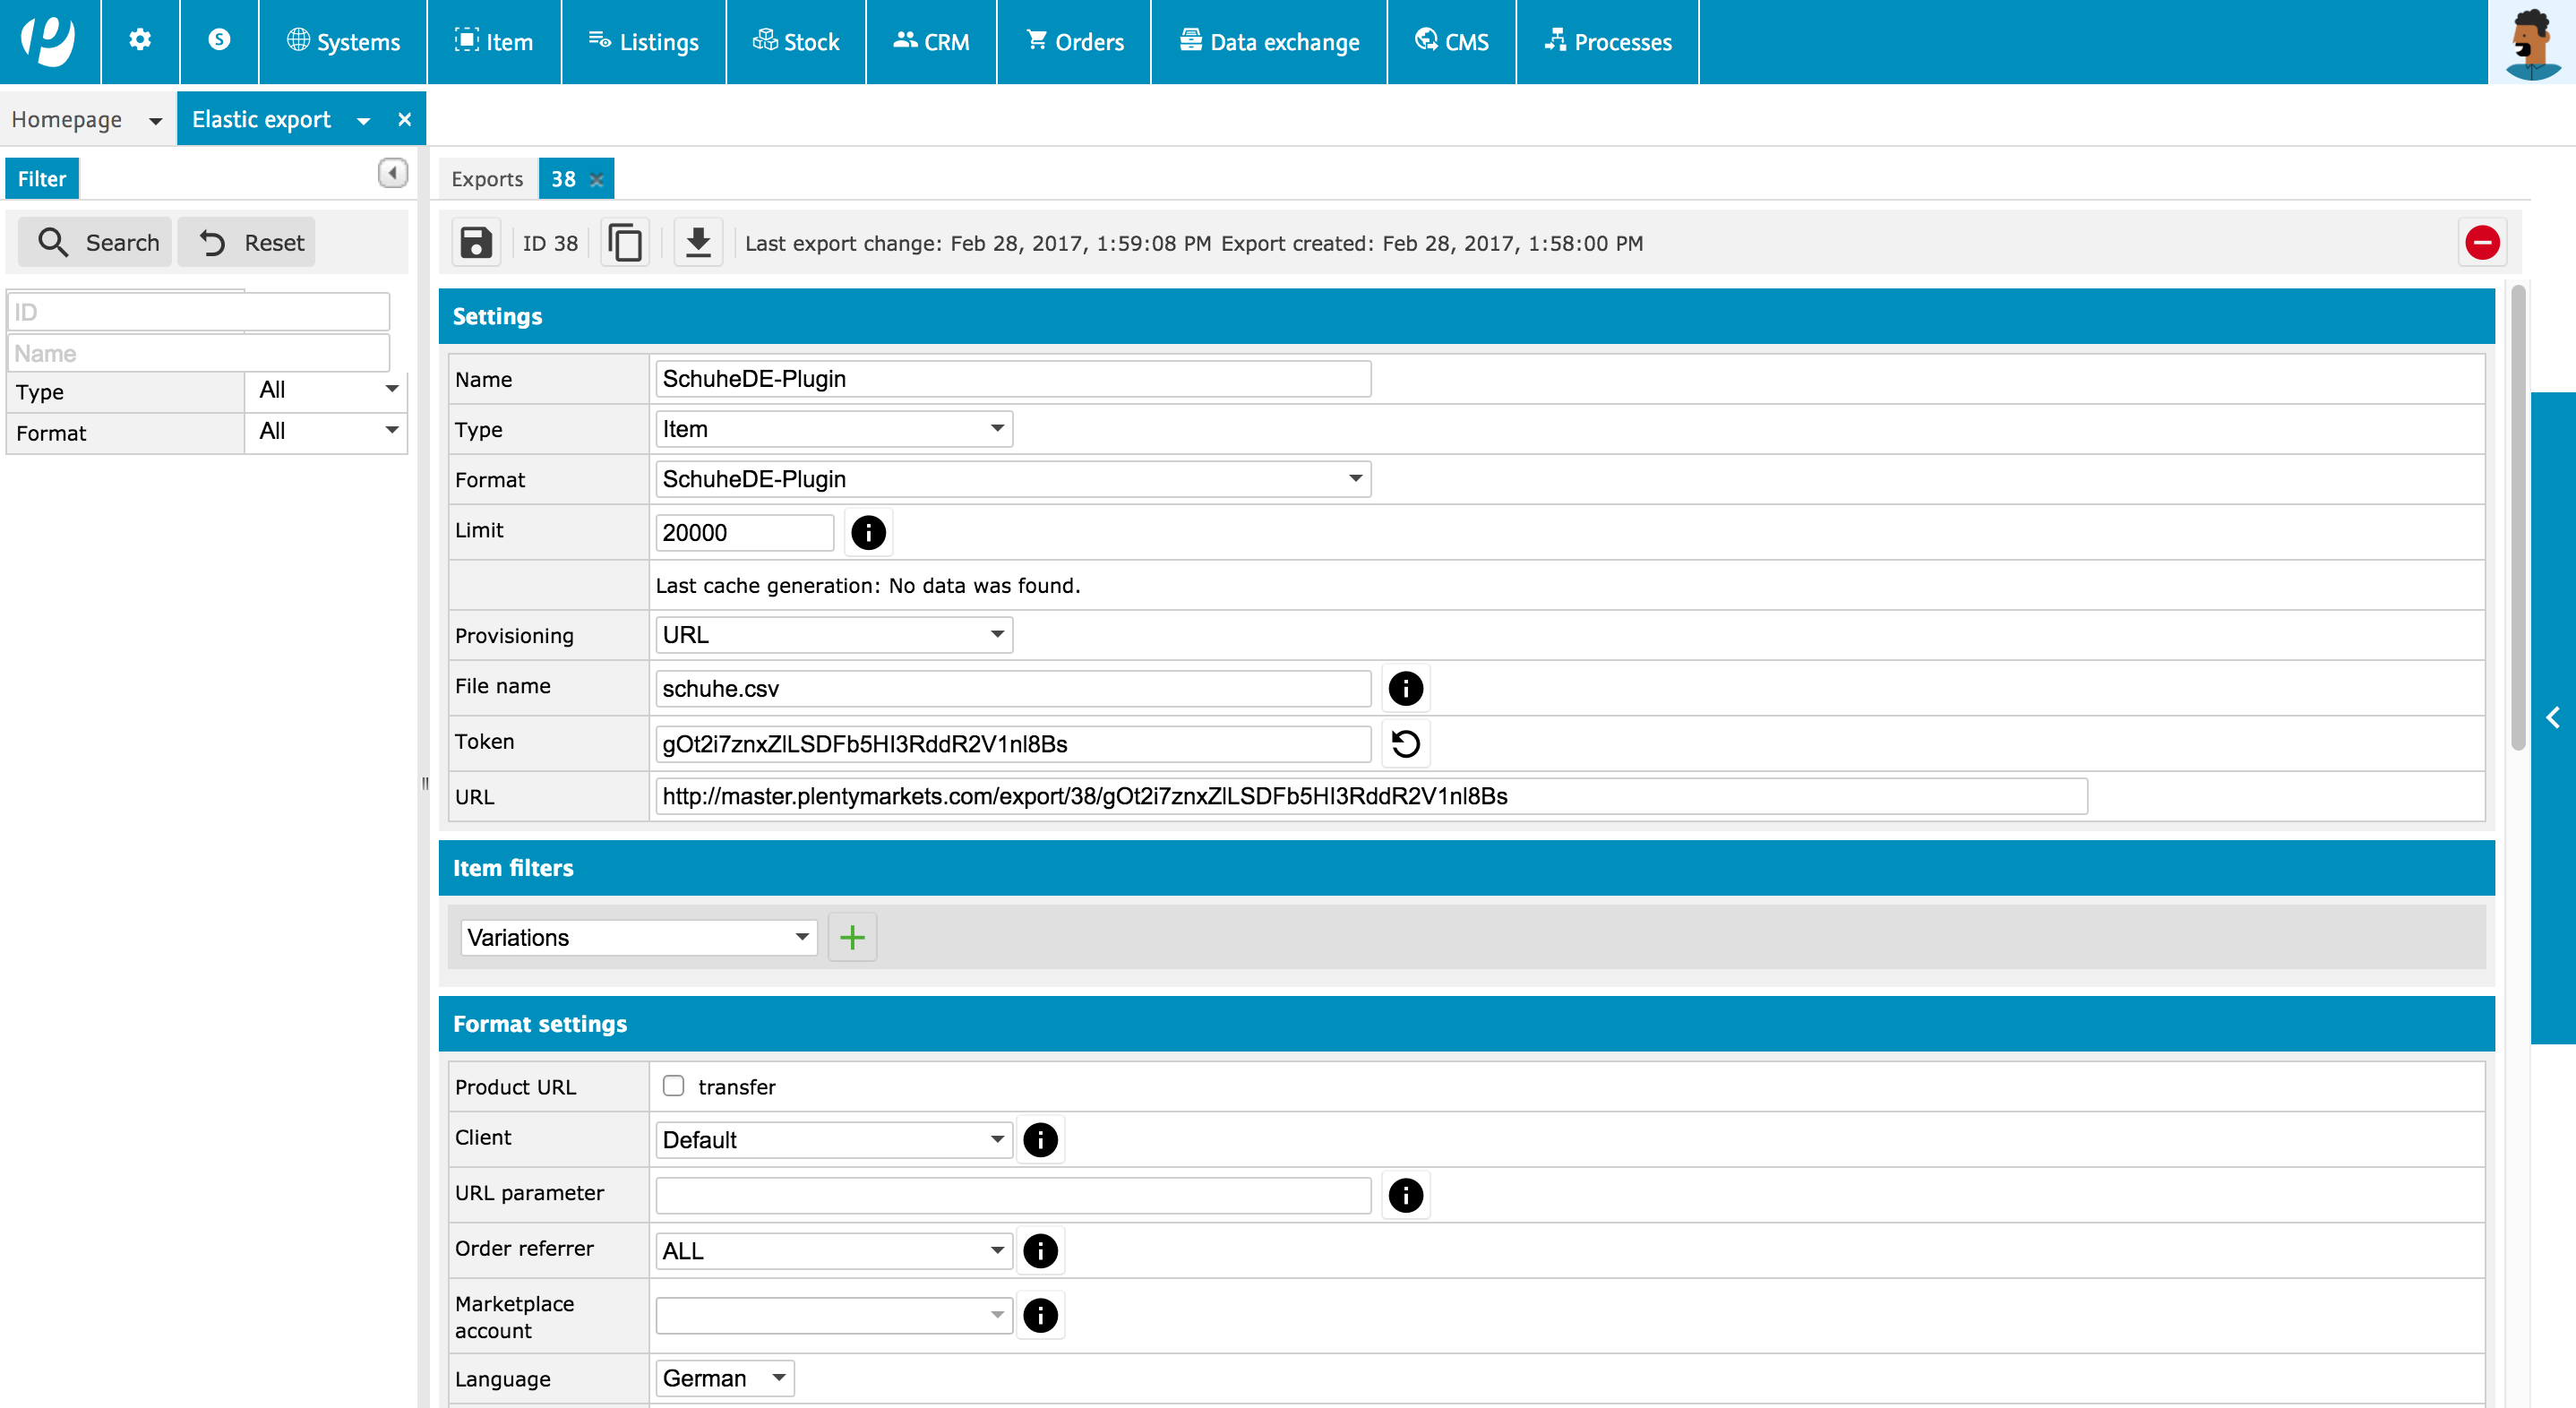 Systems Item Listings Stock CRM Orders Data exchange CMS Processes
Homepage Elastic export
Filter
Exports 38
Search Reset
ID 38 Last export change: Feb 28, 2017, 1:59:08 PM Export created: Feb 28, 2017, 1:58:00 PM
ID
Name
Type All
Format All
Settings
Name SchuheDE-Plugin
Type Item
Format SchuheDE-Plugin
Limit 20000
Last cache generation: No data was found.
Provisioning URL
File name schuhe.csv
Token gOt2i7znxZlLSDFb5HI3RddR2V1nl8Bs
URL http://master.plentymarkets.com/export/38/gOt2i7znxZlLSDFb5HI3RddR2V1nl8Bs
Item filters
Variations
Format settings
Product URL transfer
Client Default
URL parameter
Order referrer ALL
Marketplace
account
Language German